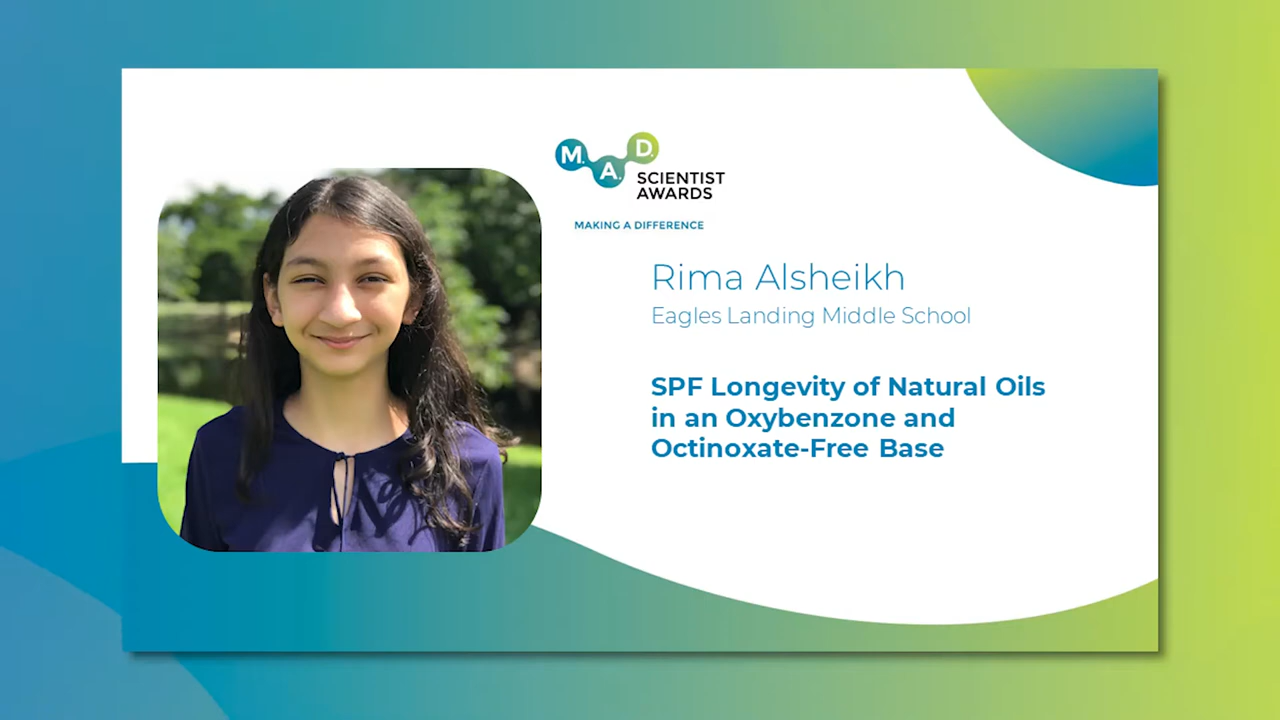 M. A. D.
SCIENTIST
AWARDS
MAKING A DIFFERENCE
Rima Alsheikh
Eagles Landing Middle School
SPF Longevity of Natural Oils
in an Oxybenzone and
Octinoxate-Free Base